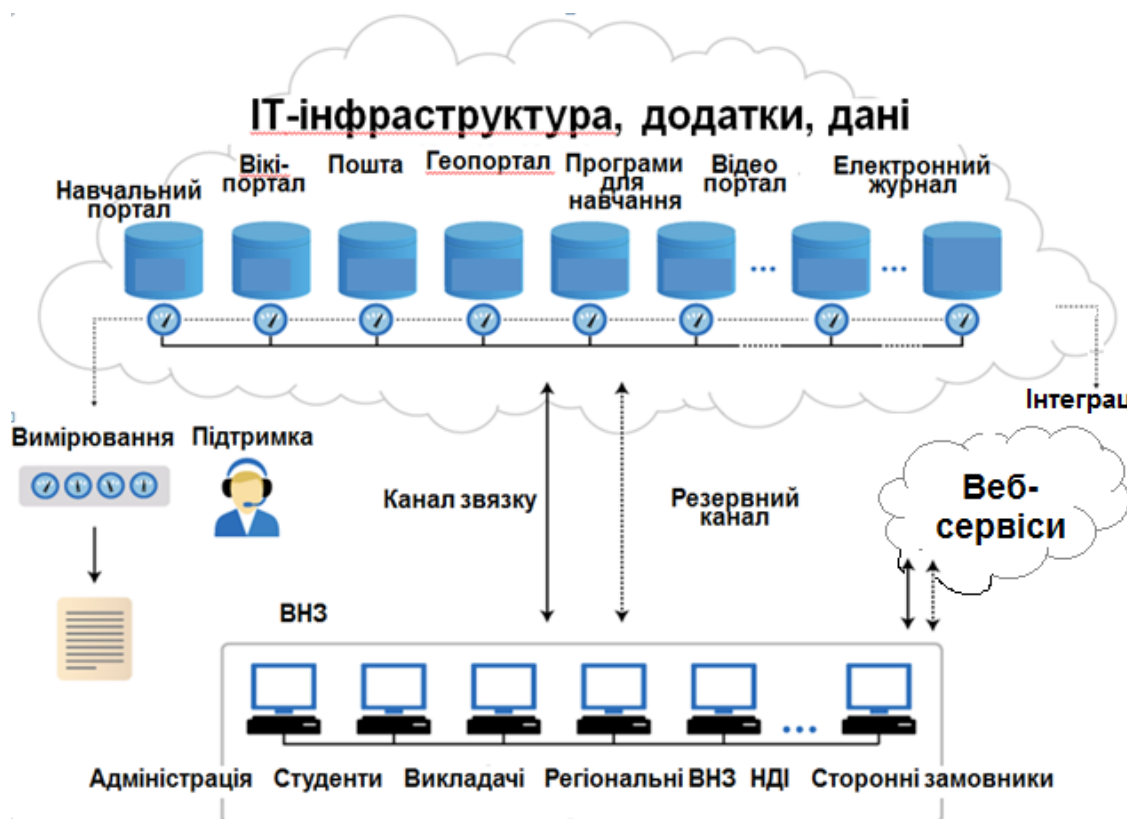 ІТ-інфраструктура, додатки, дані
Навчальний
портал
Вікі-
портал
Пошта
Геопортал
Програми
для
навчання
Відео
портал
Електронний
журнал
Інтеграц
Вимірювання
Підтримка
Канал звязку
Резервний
канал
Веб-
сервіси
ВНЗ
Адміністрація
Студенти
Викладачі
Регіональні ВНЗ
НДІ
Сторонні замовники